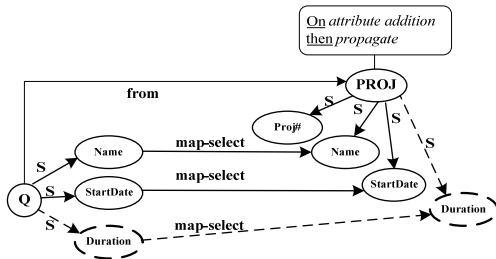 On attribute addition
then propagate
PROJ
from
S
S
S
S
Proj#
Name
map-select
Name
S
map-select
StartDate
S
StartDate
Q
S
Duration
map-select
Duration